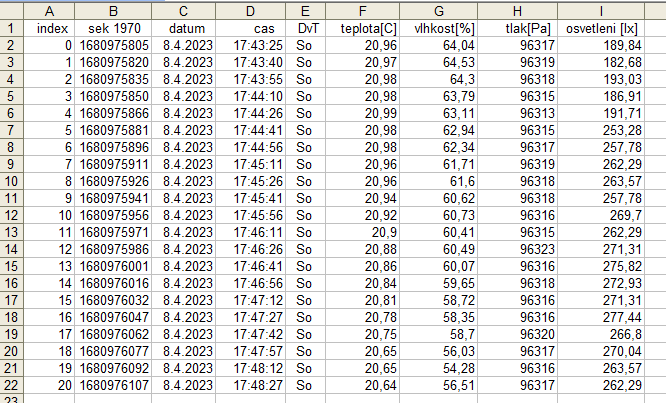 A B C D E F G H I
1 index sek 1970 datum cas DvT teplota[C] vlhkost[%] tlak[Pa] osvetleni [lx]
2 0 1680975805 8.4.2023 17:43:25 So 20,96 64,04 96317 189,84
3 1 1680975820 8.4.2023 17:43:40 So 20,97 64,53 96319 182,68
4 2 1680975835 8.4.2023 17:43:55 So 20,98 64,3 96318 193,03
5 3 1680975850 8.4.2023 17:44:10 So 20,98 63,79 96315 186,91
6 4 1680975866 8.4.2023 17:44:26 So 20,99 63,11 96313 191,71
7 5 1680975881 8.4.2023 17:44:41 So 20,98 62,94 96315 253,28
8 6 1680975896 8.4.2023 17:44:56 So 20,98 62,34 96317 257,78
9 7 1680975911 8.4.2023 17:45:11 So 20,96 61,71 96319 262,29
10 8 1680975926 8.4.2023 17:45:26 So 20,96 61,6 96318 263,57
11 9 1680975941 8.4.2023 17:45:41 So 20,94 60,62 96318 257,78
12 10 1680975956 8.4.2023 17:45:56 So 20,92 60,73 96316 269,7
13 11 1680975971 8.4.2023 17:46:11 So 20,9 60,41 96315 262,29
14 12 1680975986 8.4.2023 17:46:26 So 20,88 60,49 96323 271,31
15 13 1680976001 8.4.2023 17:46:41 So 20,86 60,07 96316 275,82
16 14 1680976016 8.4.2023 17:46:56 So 20,84 59,65 96318 272,93
17 15 1680976032 8.4.2023 17:47:12 So 20,81 58,72 96316 271,31
18 16 1680976047 8.4.2023 17:47:27 So 20,78 58,35 96316 277,44
19 17 1680976062 8.4.2023 17:47:42 So 20,75 58,7 96320 266,8
20 18 1680976077 8.4.2023 17:47:57 So 20,65 56,03 96317 270,04
21 19 1680976092 8.4.2023 17:48:12 So 20,65 54,28 96316 263,57
22 20 1680976107 8.4.2023 17:48:27 So 20,64 56,51 96317 262,29
23